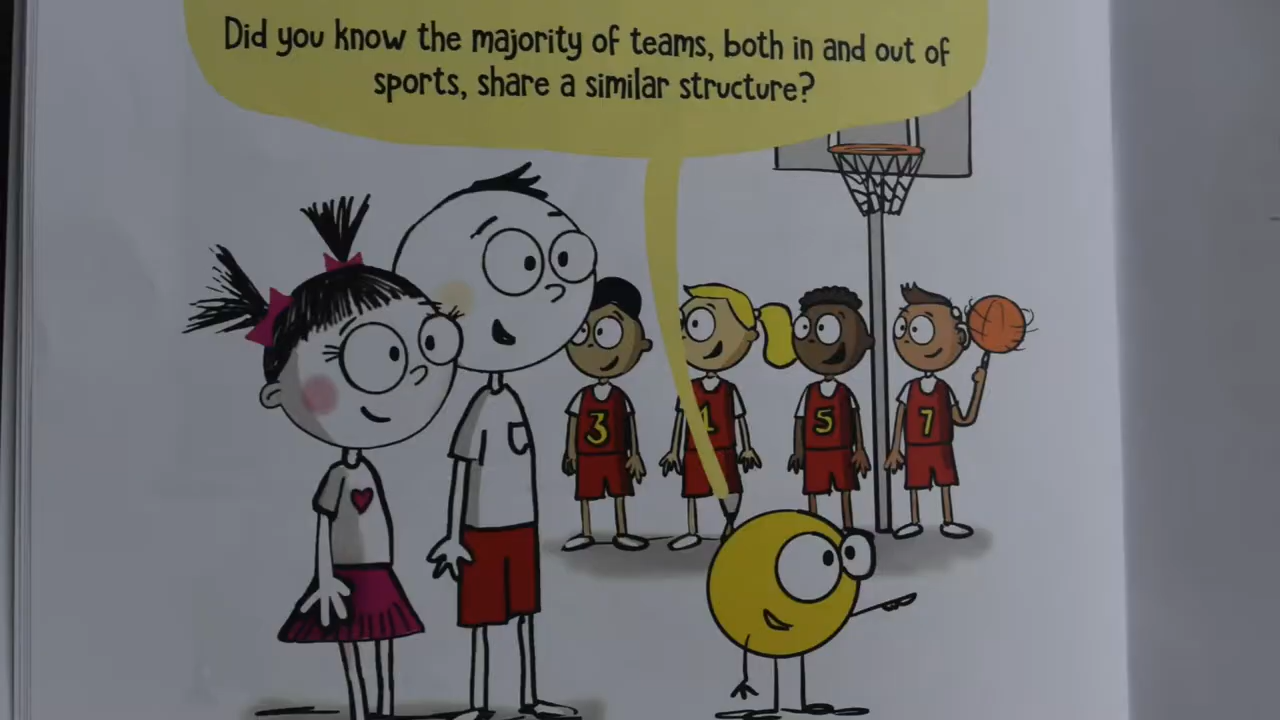 Did you know the majority of teams, both in and out of
sports, share a similar structure?
3
4
5
7